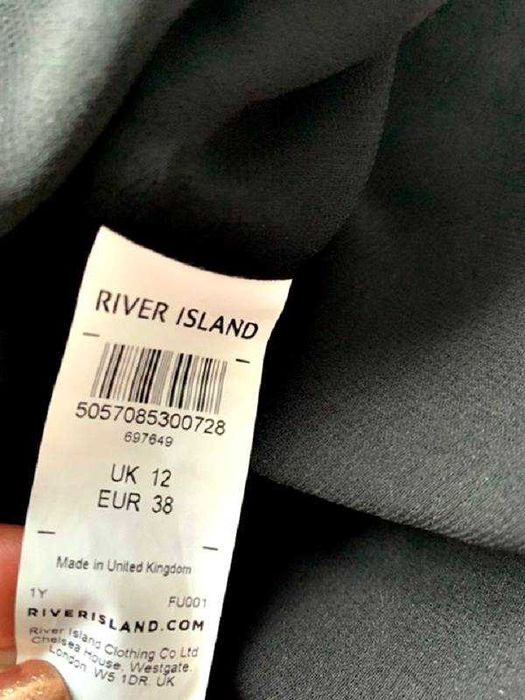 RIVER ISLAND
5057085300728
697649
UK 12
EUR 38
Made in United Kingdom
1Y FU001
RIVERISLAND.COM
River Island Clothing Co Ltd
Chelsea House, Westgate.
London W5 1DR. UK